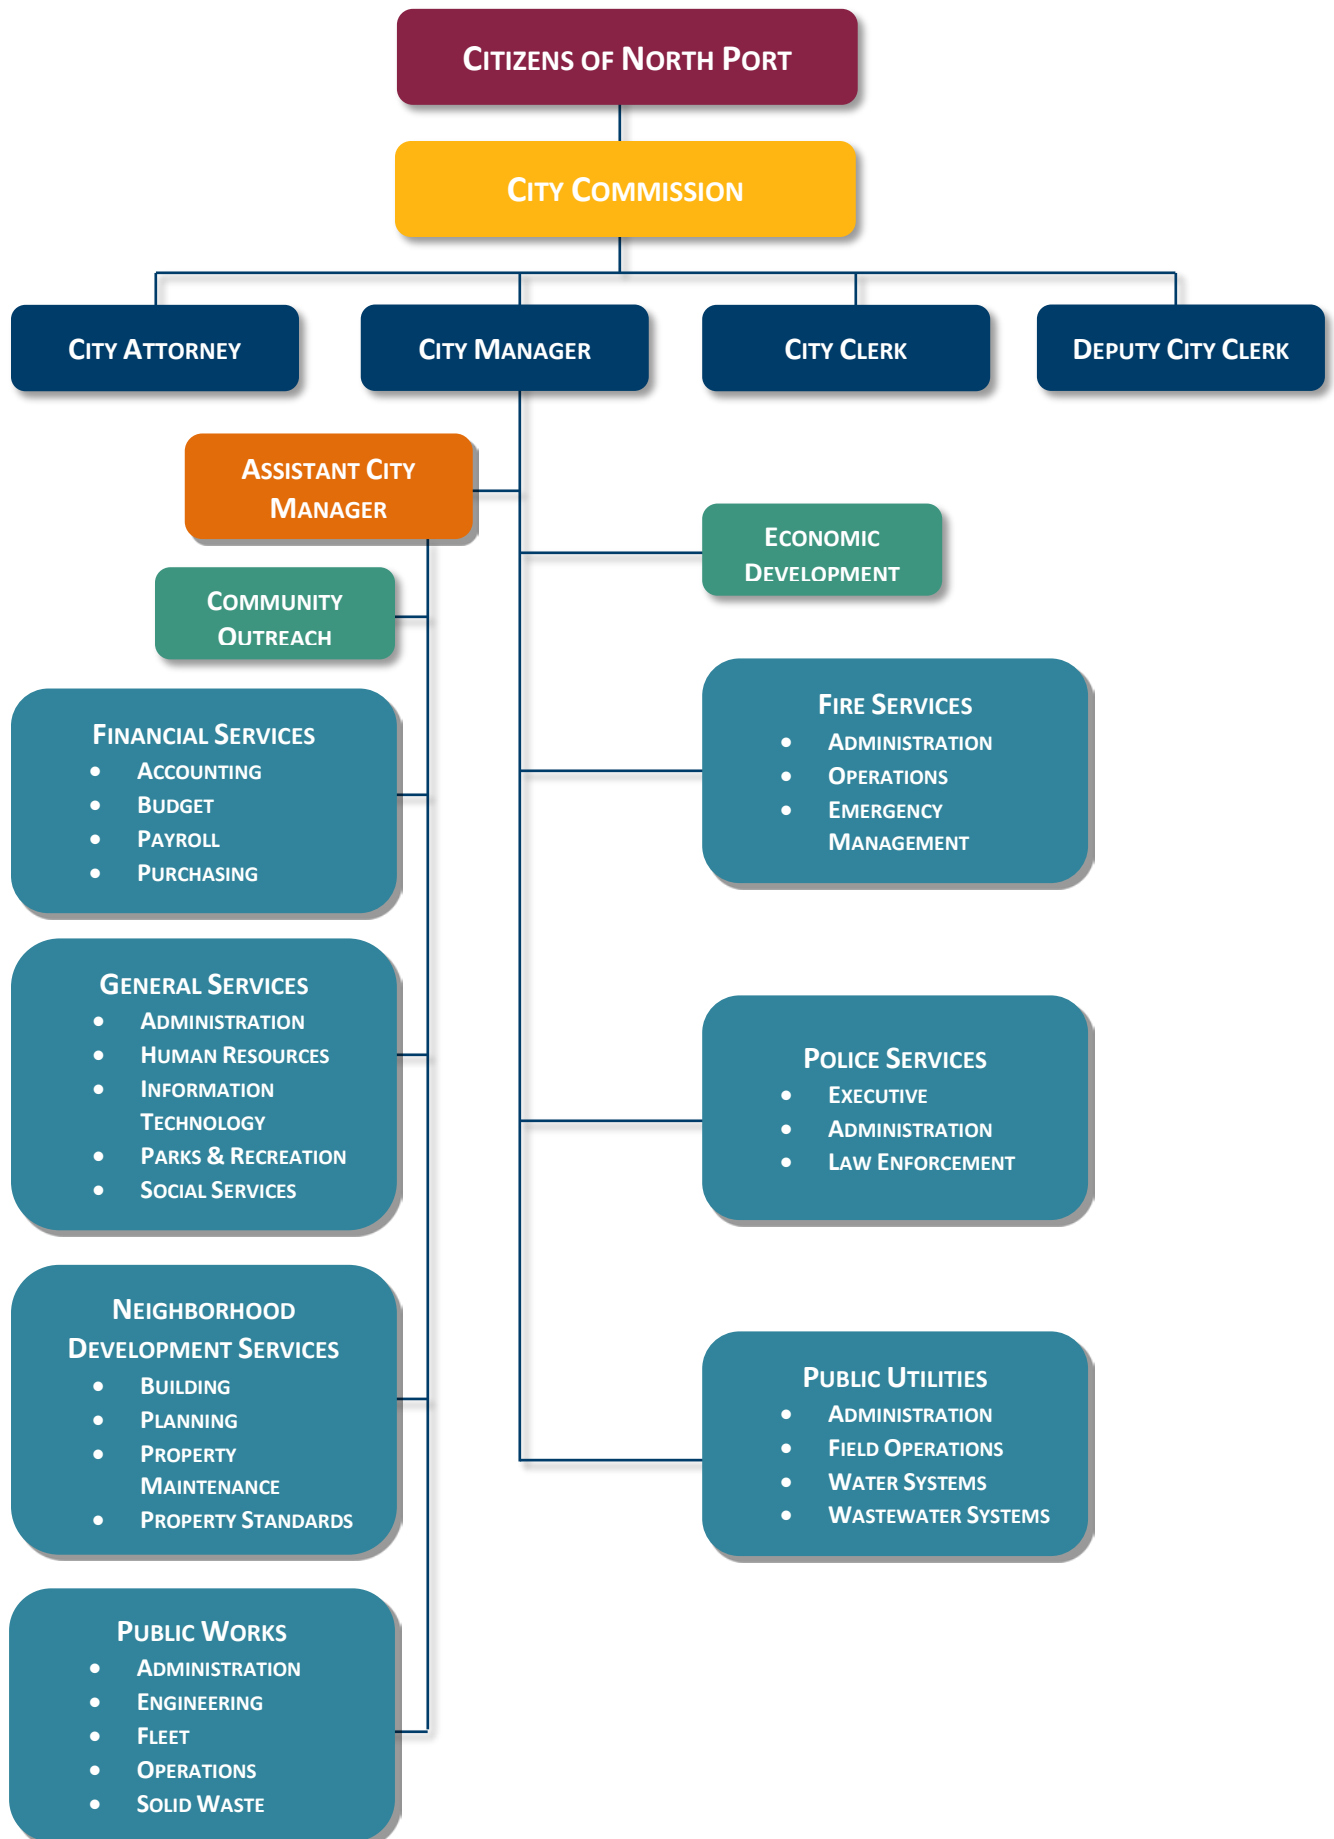 CITIZENS OF NORTH PORT
CITY COMMISSION
CITY ATTORNEY
CITY MANAGER
CITY CLERK
DEPUTY CITY CLERK
ASSISTANT CITY
MANAGER
ECONOMIC
DEVELOPMENT
COMMUNITY
OUTREACH
FINANCIAL SERVICES
• ACCOUNTING
• BUDGET
• PAYROLL
• PURCHASING
FIRE SERVICES
• ADMINISTRATION
• OPERATIONS
• EMERGENCY
MANAGEMENT
GENERAL SERVICES
• ADMINISTRATION
• HUMAN RESOURCES
• INFORMATION
TECHNOLOGY
• PARKS & RECREATION
• SOCIAL SERVICES
POLICE SERVICES
• EXECUTIVE
• ADMINISTRATION
• LAW ENFORCEMENT
NEIGHBORHOOD
DEVELOPMENT SERVICES
• BUILDING
• PLANNING
• PROPERTY
MAINTENANCE
• PROPERTY STANDARDS
PUBLIC UTILITIES
• ADMINISTRATION
• FIELD OPERATIONS
• WATER SYSTEMS
• WASTEWATER SYSTEMS
PUBLIC WORKS
• ADMINISTRATION
• ENGINEERING
• FLEET
• OPERATIONS
• SOLID WASTE